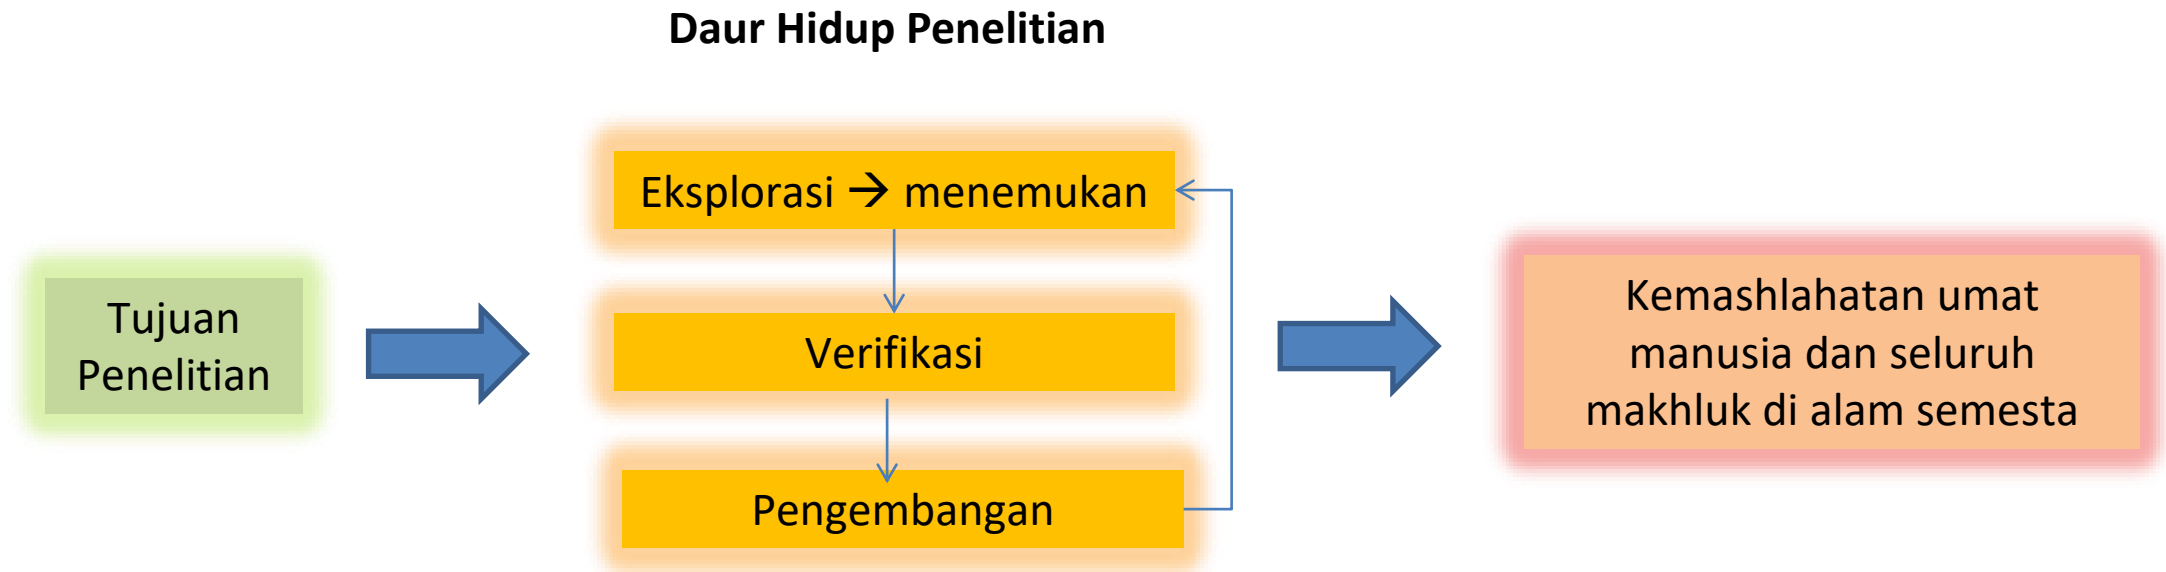 Daur Hidup Penelitian
Tujuan
Penelitian
Eksplorasi → menemukan
Verifikasi
Pengembangan
Kemashlahatan umat
manusia dan seluruh
makhluk di alam semesta